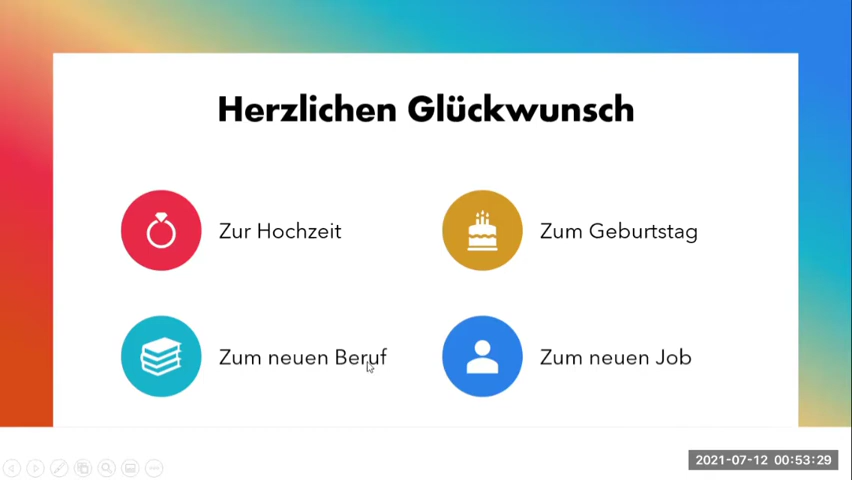 Herzlichen Glückwunsch
Zur Hochzeit
Zum Geburtstag
Zum neuen Beruf
Zum neuen Job
2021-07-12 00:53:29